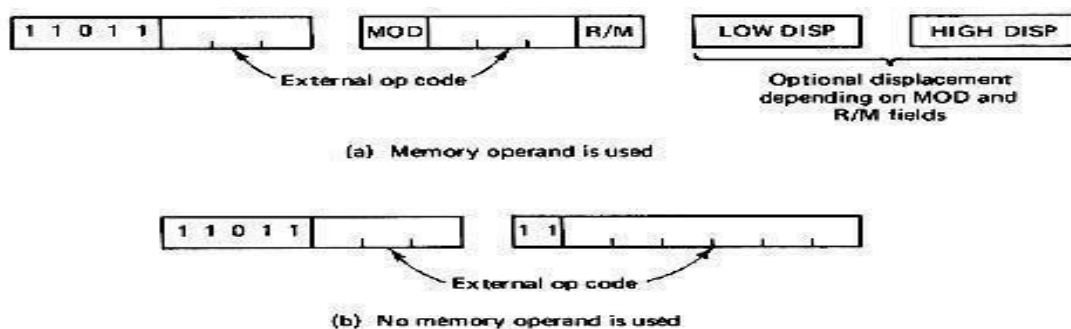 1 1 0 1 1 MOD R/M LOW DISP HIGH DISP
External op code
Optional displacement
depending on MOD and
R/M fields
(a) Memory operand is used
1 1 0 1 1 1 1
External op code
(b) No memory operand is used